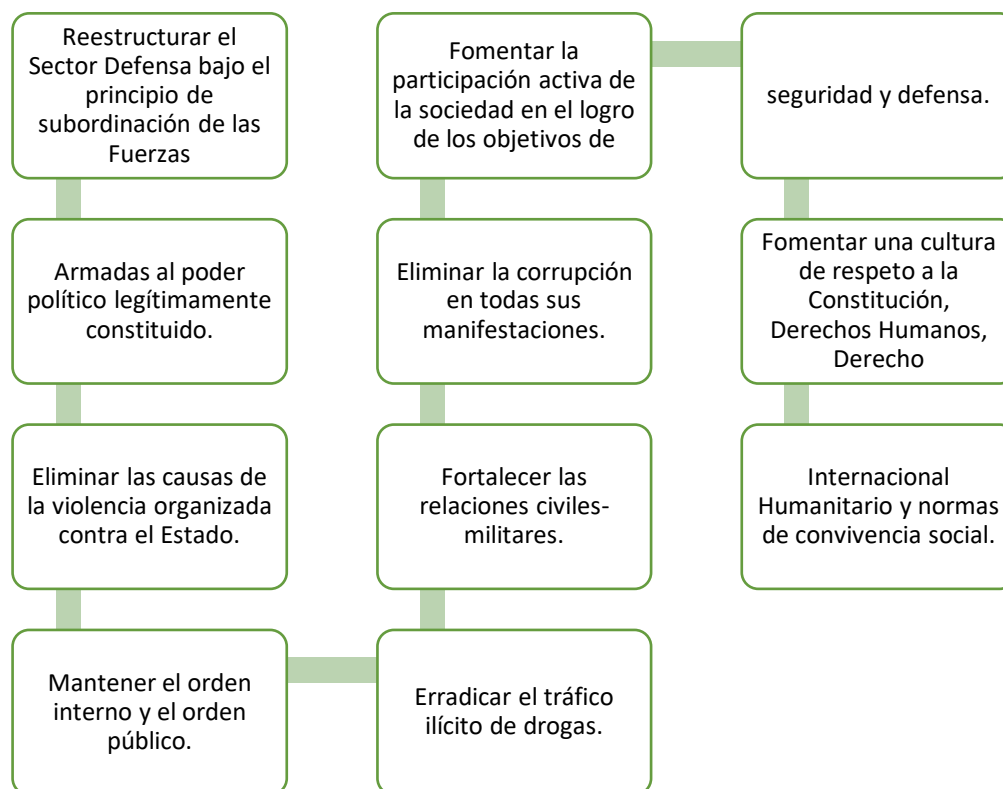 Reestructurar el
Sector Defensa bajo el
principio de
subordinación de las
Fuerzas
Armadas al poder
político legítimamente
constituido.
Eliminar las causas de
la violencia organizada
contra el Estado.
Mantener el orden
interno y el orden
público.
Erradicar el tráfico
ilícito de drogas.
Fortalecer las
relaciones civiles-
militares.
Eliminar la corrupción
en todas sus
manifestaciones.
Fomentar la
participación activa de
la sociedad en el logro
de los objetivos de
seguridad y defensa.
Fomentar una cultura
de respeto a la
Constitución,
Derechos Humanos,
Derecho
Internacional
Humanitario y normas
de convivencia social.